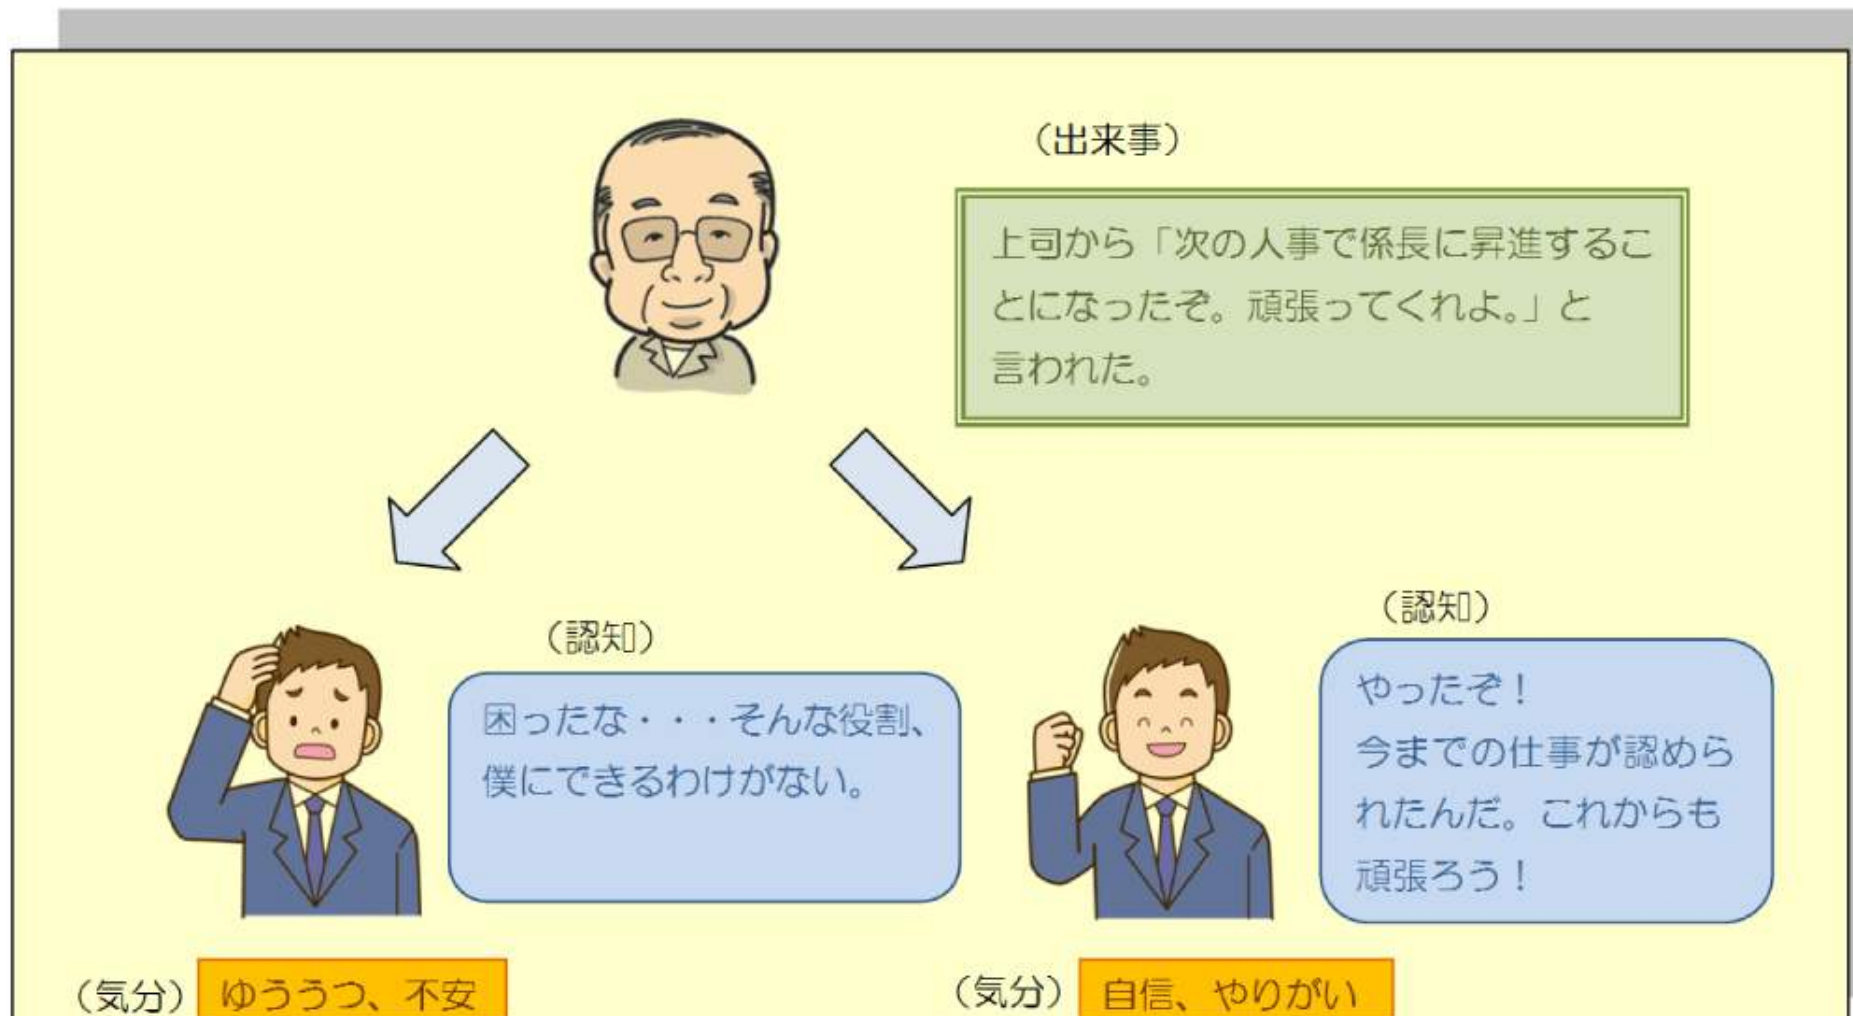 （出来事）
上司から「次の人事で係長に昇進するこ
とになったぞ。頑張ってくれよ。」と
言われた。
（認知）
困ったな・・・そんな役割、
僕にできるわけがない。
（認知）
やったぞ！
今までの仕事が認めら
れたんだ。これからも
頑張ろう！
（気分）
ゆううつ、不安
（気分）
自信、やりがい